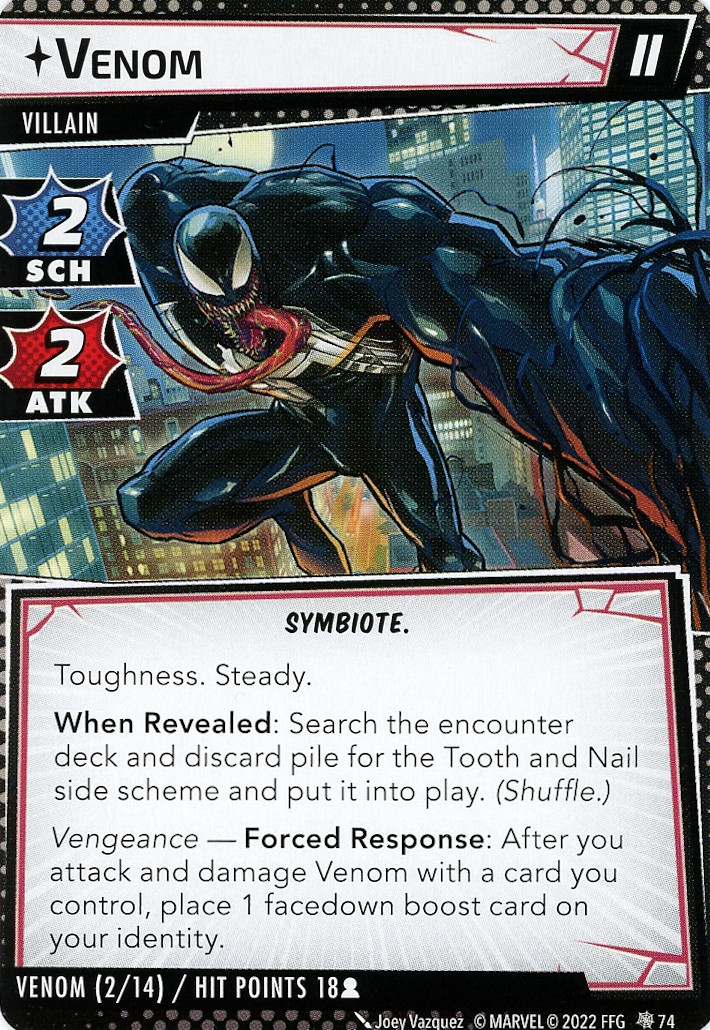 VENOM
II
VILLAIN
2
SCH
2
ATK
SYMBIOTE.
Toughness. Steady.
When Revealed: Search the encounter
deck and discard pile for the Tooth and Nail
side scheme and put it into play. (Shuffle.)
Vengeance — Forced Response: After you
attack and damage Venom with a card you
control, place 1 facedown boost card on
your identity.
VENOM (2/14) / HIT POINTS 18
Joey Vazquez © MARVEL © 2022 FFG 74